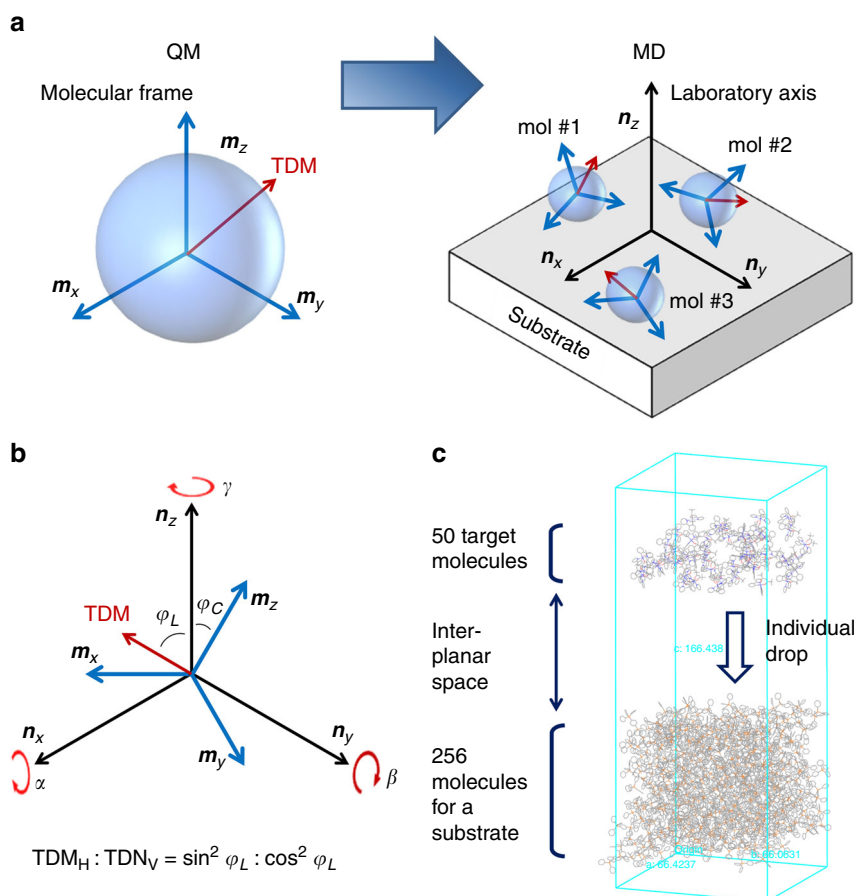 a
QM
MD
Molecular frame
Laboratory axis
m_z
TDM
m_x
m_y
n_z
mol #1
mol #2
n_x
n_y
mol #3
Substrate
b
γ
n_z
φ_L
φ_C
m_z
TDM
m_x
n_x
n_y
m_y
α
β
TDM_H : TDN_V = sin² φ_L : cos² φ_L
c
50 target
molecules
Inter-
planar
space
c: 166.438
Individual
drop
256
molecules
for a
substrate
a: 66.4237